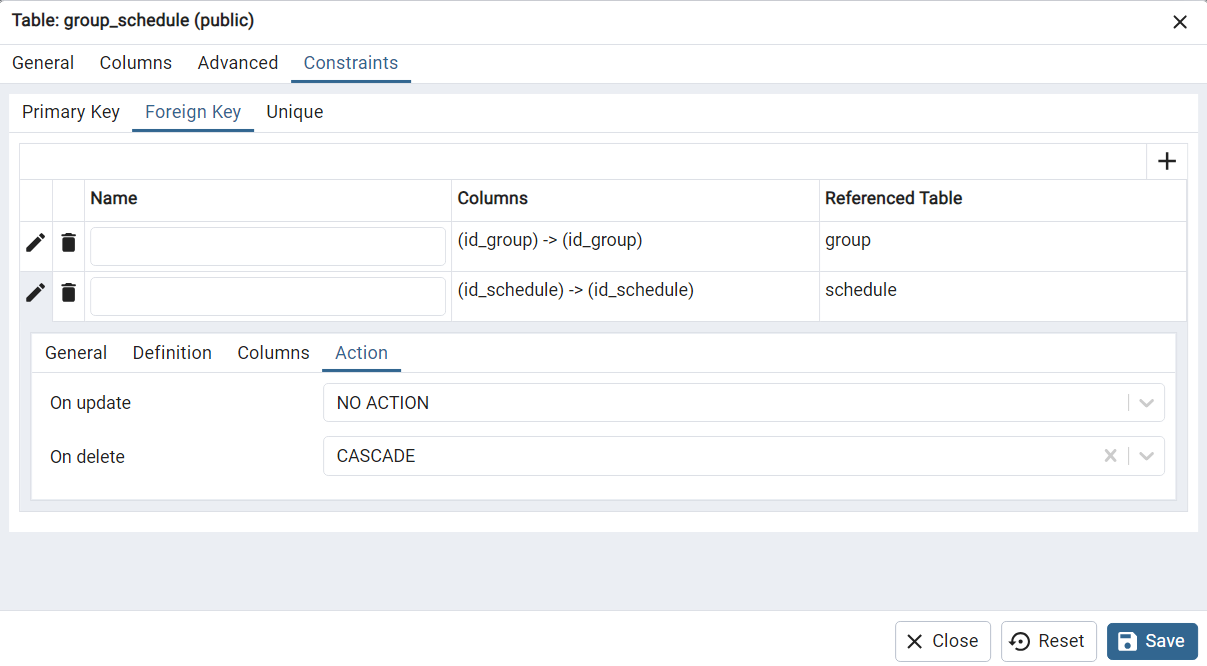 Table: group_schedule (public)
General Columns Advanced Constraints
Primary Key Foreign Key Unique
Name Columns Referenced Table
(id_group) -> (id_group) group
(id_schedule) -> (id_schedule) schedule
General Definition Columns Action
On update NO ACTION
On delete CASCADE
Close Reset Save